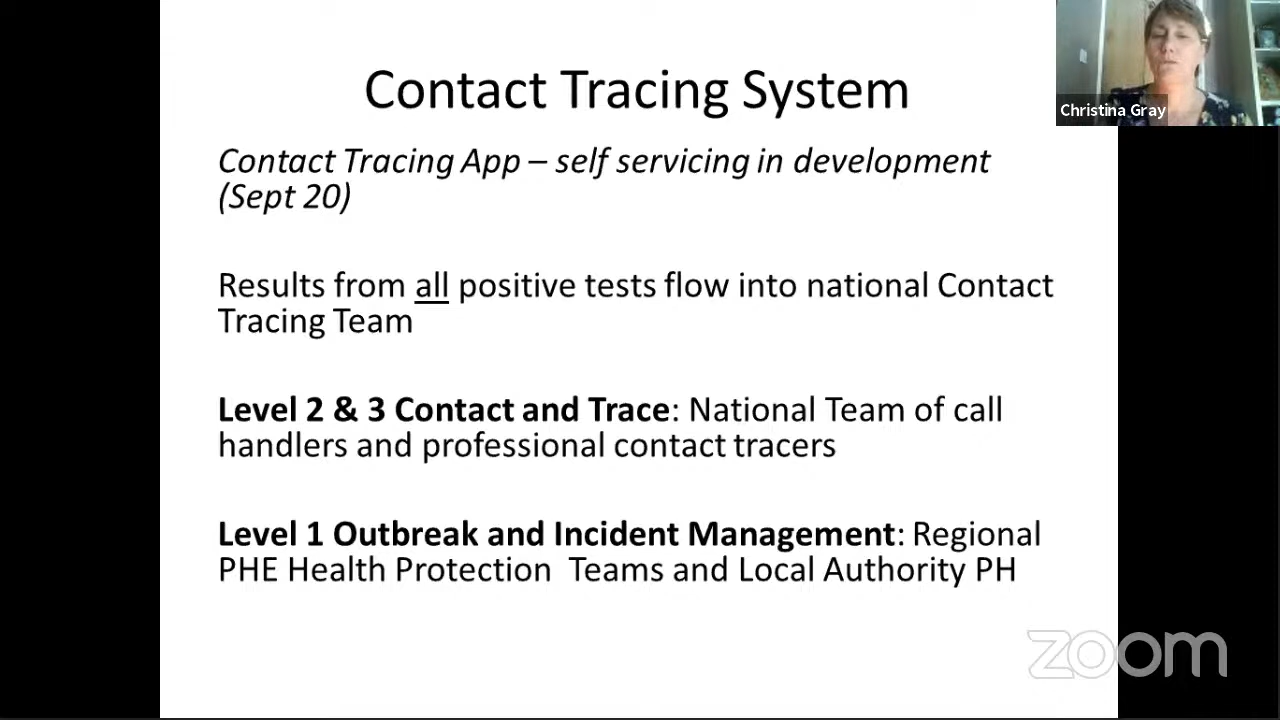 Contact Tracing System
Christina Gray
Contact Tracing App – self servicing in development
(Sept 20)
Results from all positive tests flow into national Contact
Tracing Team
Level 2 & 3 Contact and Trace: National Team of call
handlers and professional contact tracers
Level 1 Outbreak and Incident Management: Regional
PHE Health Protection  Teams and Local Authority PH
zoom